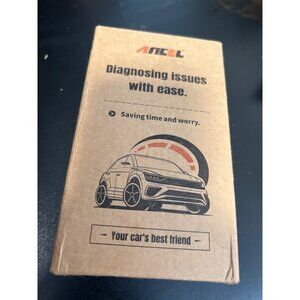 ANCEL
Diagnosing issues
with ease.
Saving time and worry.
Your car's best friend